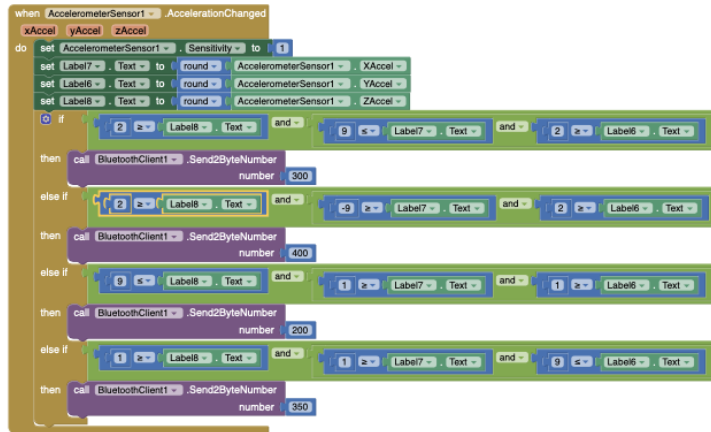 when AccelerometerSensor1 .AccelerationChanged
xAccel yAccel zAccel
do set AccelerometerSensor1 . Sensitivity to 1
set Label7 . Text to round AccelerometerSensor1 . XAccel
set Label6 . Text to round AccelerometerSensor1 . YAccel
set Label8 . Text to round AccelerometerSensor1 . ZAccel
if 2 ≥ Label8 . Text and 9 ≤ Label7 . Text and 2 ≥ Label6 . Text
then call BluetoothClient1 .Send2ByteNumber
number 300
else if 2 ≥ Label8 . Text and -9 ≥ Label7 . Text and 2 ≥ Label6 . Text
then call BluetoothClient1 .Send2ByteNumber
number 400
else if 9 ≤ Label8 . Text and 1 ≥ Label7 . Text and 1 ≥ Label6 . Text
then call BluetoothClient1 .Send2ByteNumber
number 200
else if 1 ≥ Label8 . Text and 1 ≥ Label7 . Text and 9 ≤ Label6 . Text
then call BluetoothClient1 .Send2ByteNumber
number 350